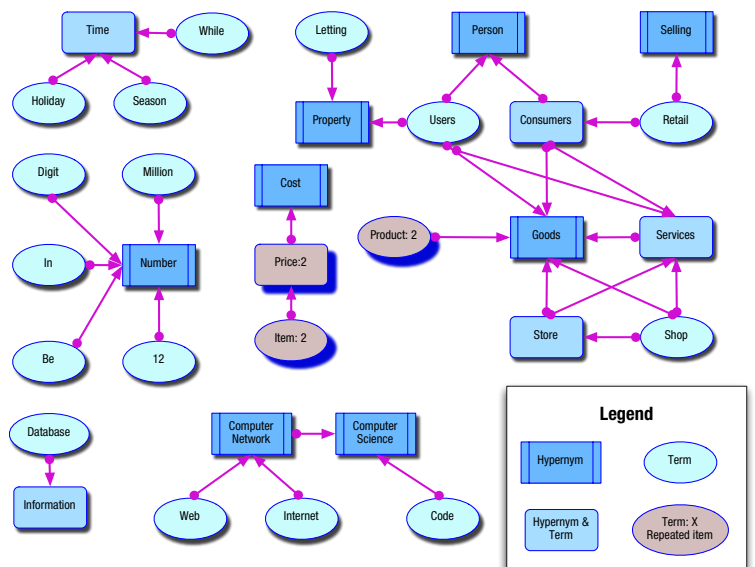 Time
While
Holiday
Season
Letting
Person
Selling
Property
Users
Consumers
Retail
Digit
Million
Cost
In
Number
Product: 2
Goods
Services
Price:2
Be
12
Item: 2
Store
Shop
Database
Information
Computer
Network
Computer
Science
Web
Internet
Code
Legend
Hypernym
Term
Hypernym &
Term
Term: X
Repeated item